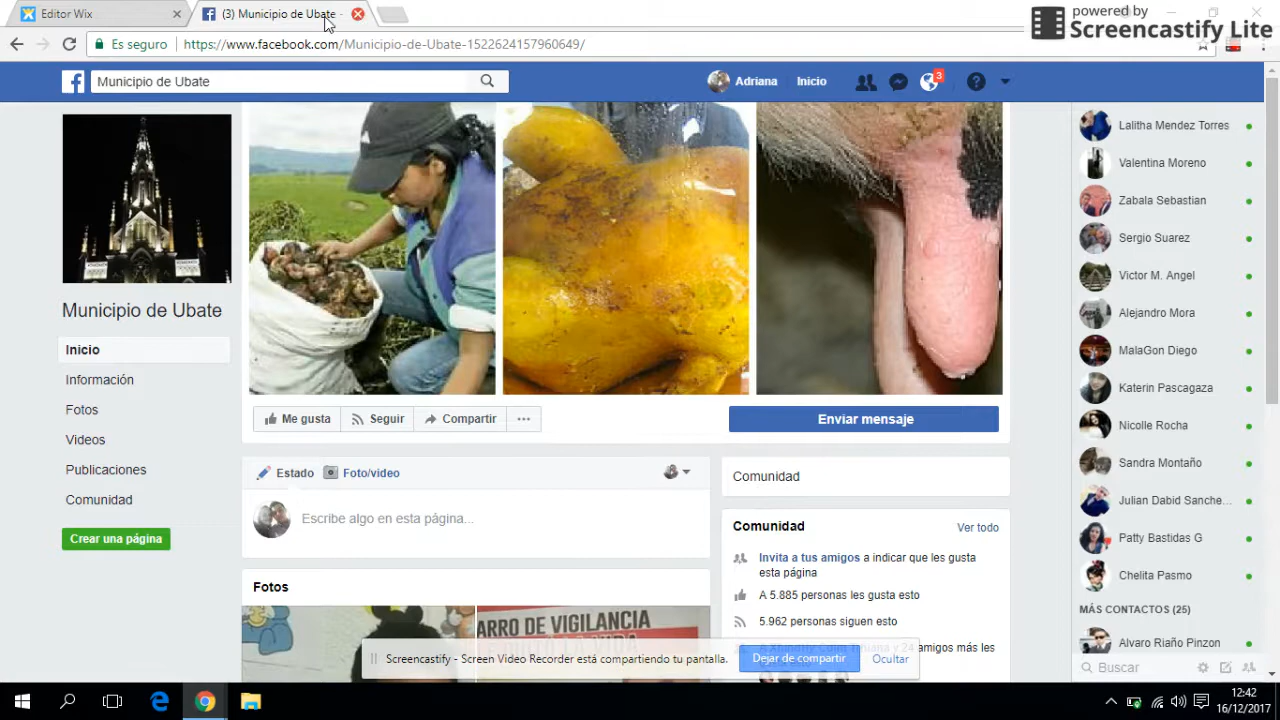 Editor Wix
(3) Municipio de Ubate
powered by
Screencastify Lite
Es seguro
https://www.facebook.com/Municipio-de-Ubate-1522624157960649/
Municipio de Ubate
Adriana
Inicio
3
Municipio de Ubate
Inicio
Información
Fotos
Videos
Publicaciones
Comunidad
Crear una página
Me gusta
Seguir
Compartir
Enviar mensaje
Estado
Foto/video
Escribe algo en esta página...
Fotos
ARRO DE VIGILANCIA
Comunidad
Comunidad
Ver todo
Invita a tus amigos a indicar que les gusta
esta página
A 5.885 personas les gusta esto
5.962 personas siguen esto
amigos más les
Lalitha Mendez Torres
Valentina Moreno
Zabala Sebastian
Sergio Suarez
Victor M. Angel
Alejandro Mora
MalaGon Diego
Katerin Pascagaza
Nicolle Rocha
Sandra Montaño
Julian Dabid Sanche...
Patty Bastidas G
Chelita Pasmo
MÁS CONTACTOS (25)
Alvaro Riaño Pinzon
Buscar
Screencastify - Screen Video Recorder está compartiendo tu pantalla.
Dejar de compartir
Ocultar
12:42
16/12/2017